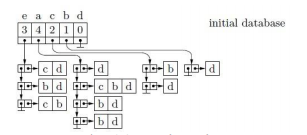 e a c b d
initial database
3 4 2 1 0
c d
d
b
d
b d
c b d
d
c b
b d
b d